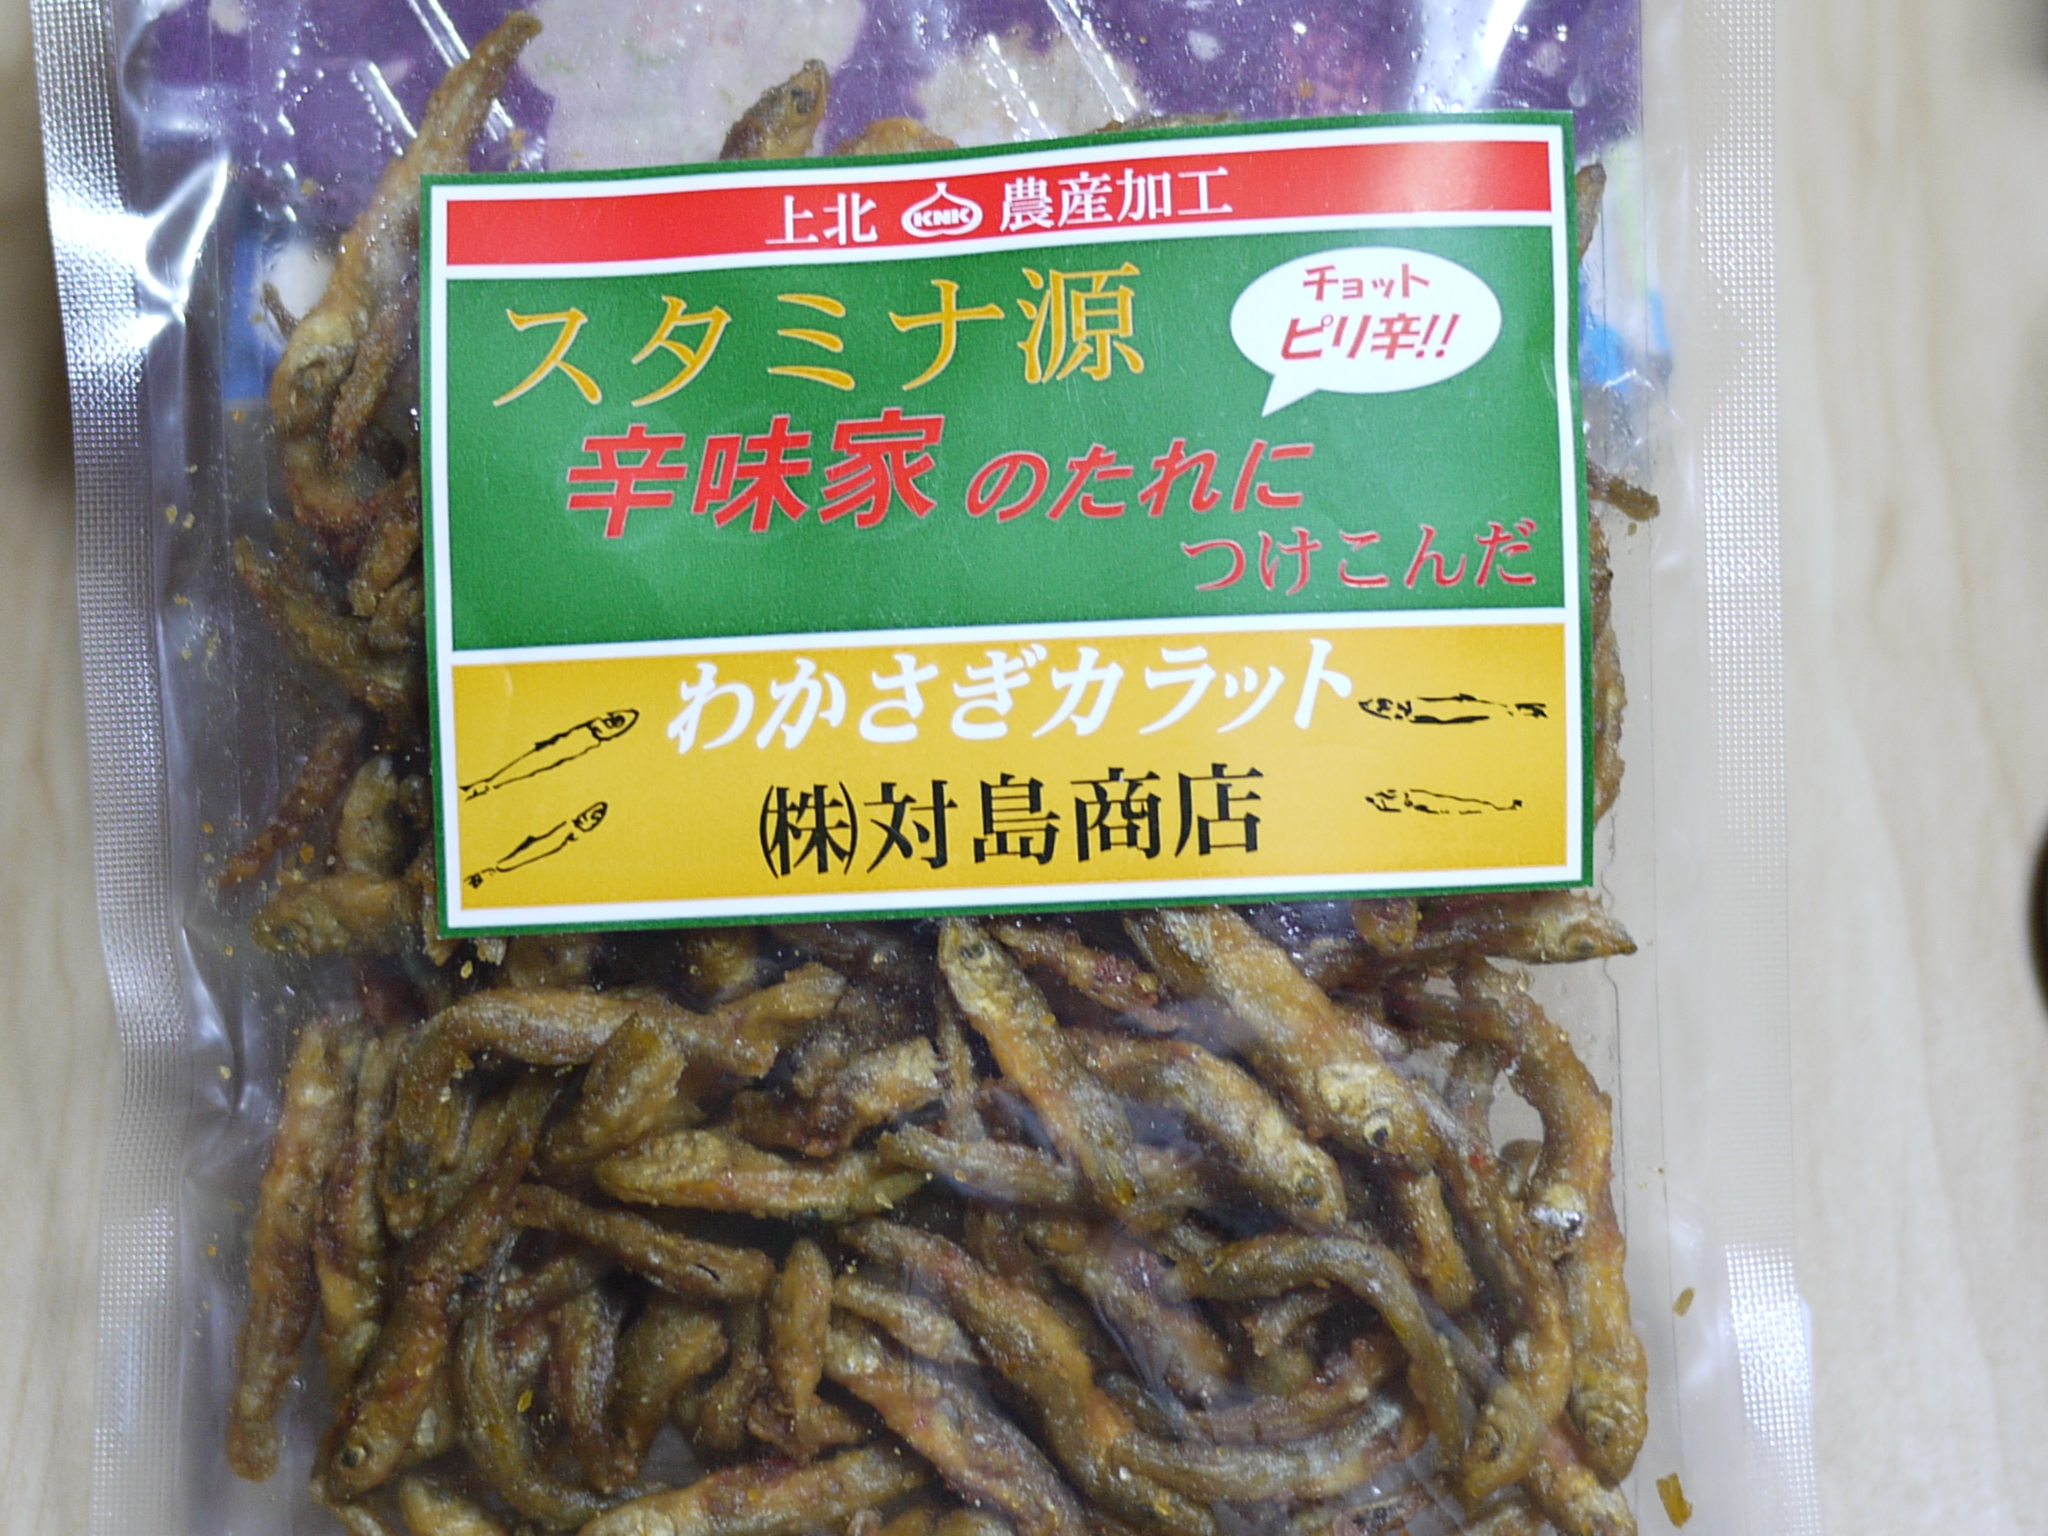 上北 KNK 農産加工
スタミナ源
チョット
ピリ辛!!
辛味家のたれに
つけこんだ
わかさぎカラット
㈱対島商店